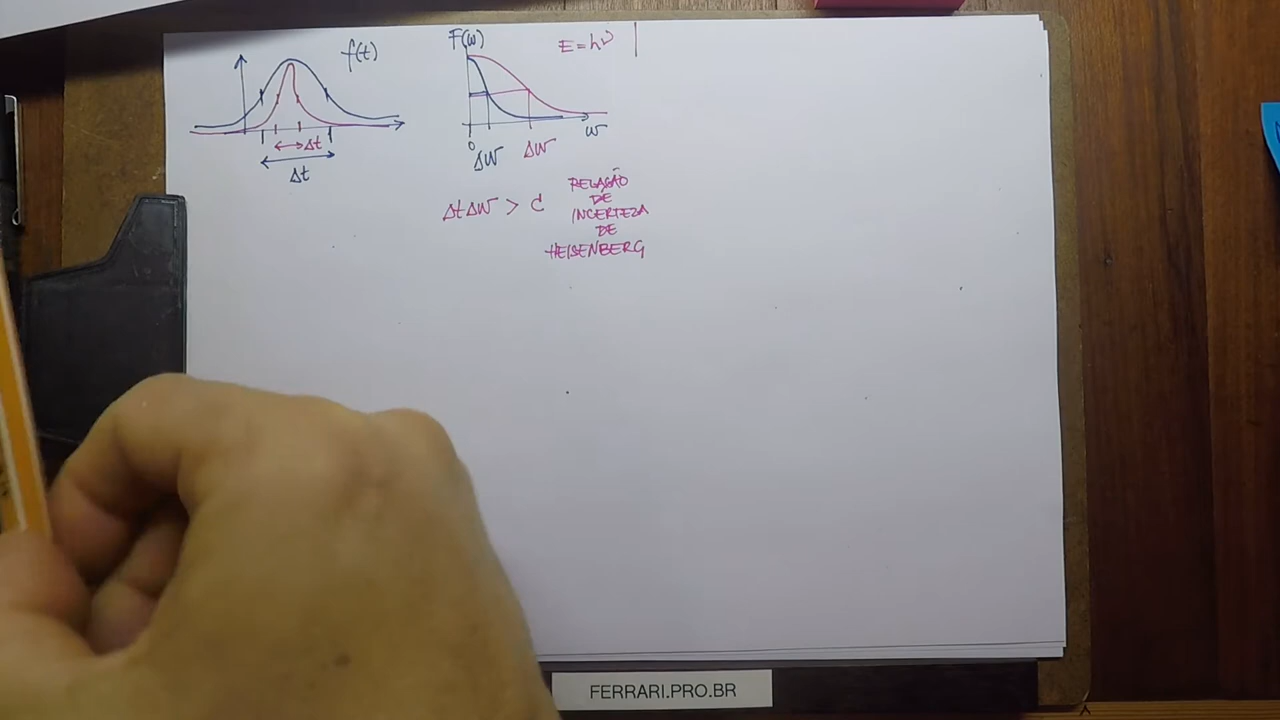 f(t)
Δt
Δt
F(w)
E=hν
w
0
Δw
Δw
ΔtΔw > C
RELAÇÃO
DE
INCERTEZA
DE
HEISENBERG
FERRARI.PRO.BR